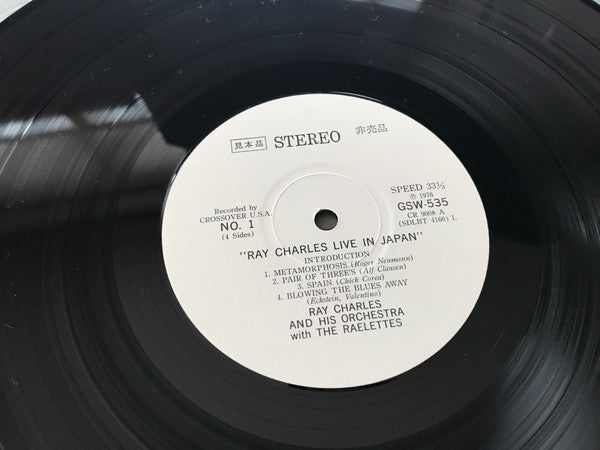 見本品 STEREO 非売品
Recorded by
CROSSOVER U.S.A.
NO. 1
(4 Sides)
SPEED 33⅓
Ⓟ 1976
GSW-535
CR 9008 A
(SDLBT 4160) 1.
"RAY CHARLES LIVE IN JAPAN"
INTRODUCTION
1. METAMORPHOSIS (Roger Neumann)
2. PAIR OF THREE'S (Alf Clausen)
3. SPAIN (Chick Corea)
4. BLOWING THE BLUES AWAY
(Eckstein, Valentino)
RAY CHARLES
AND HIS ORCHESTRA
with THE RAELETTES